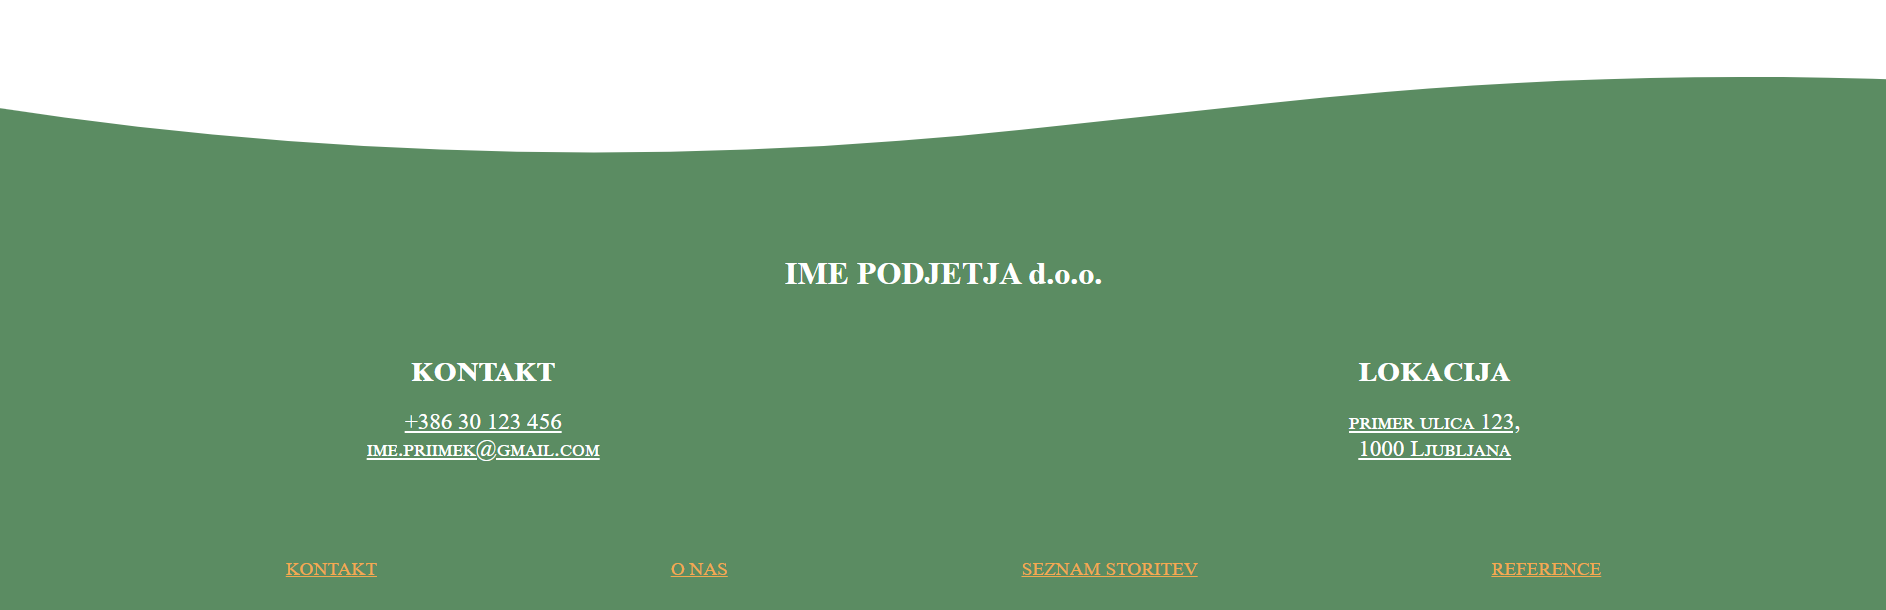 IME PODJETJA d.o.o.
KONTAKT
+386 30 123 456
ime.priimek@gmail.com
LOKACIJA
primer ulica 123,
1000 Ljubljana
KONTAKT
O NAS
SEZNAM STORITEV
REFERENCE